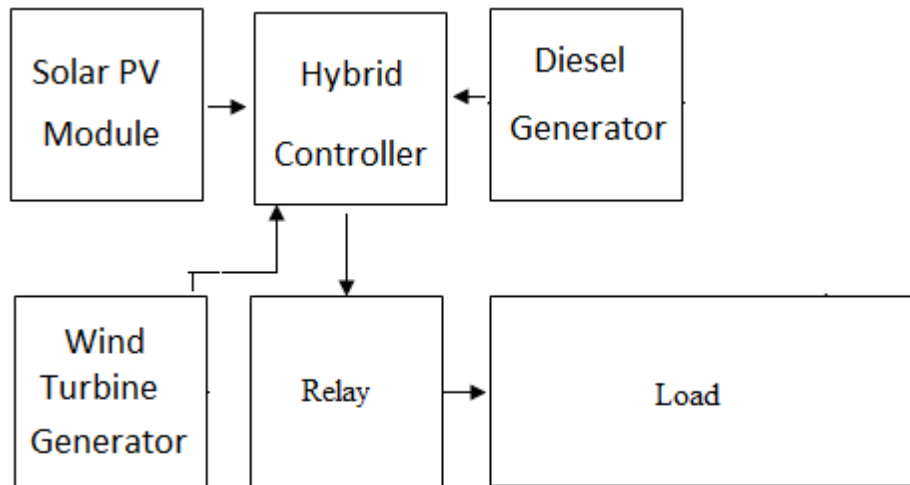 Solar PV
Module
Hybrid
Controller
Diesel
Generator
Wind
Turbine
Generator
Relay
Load